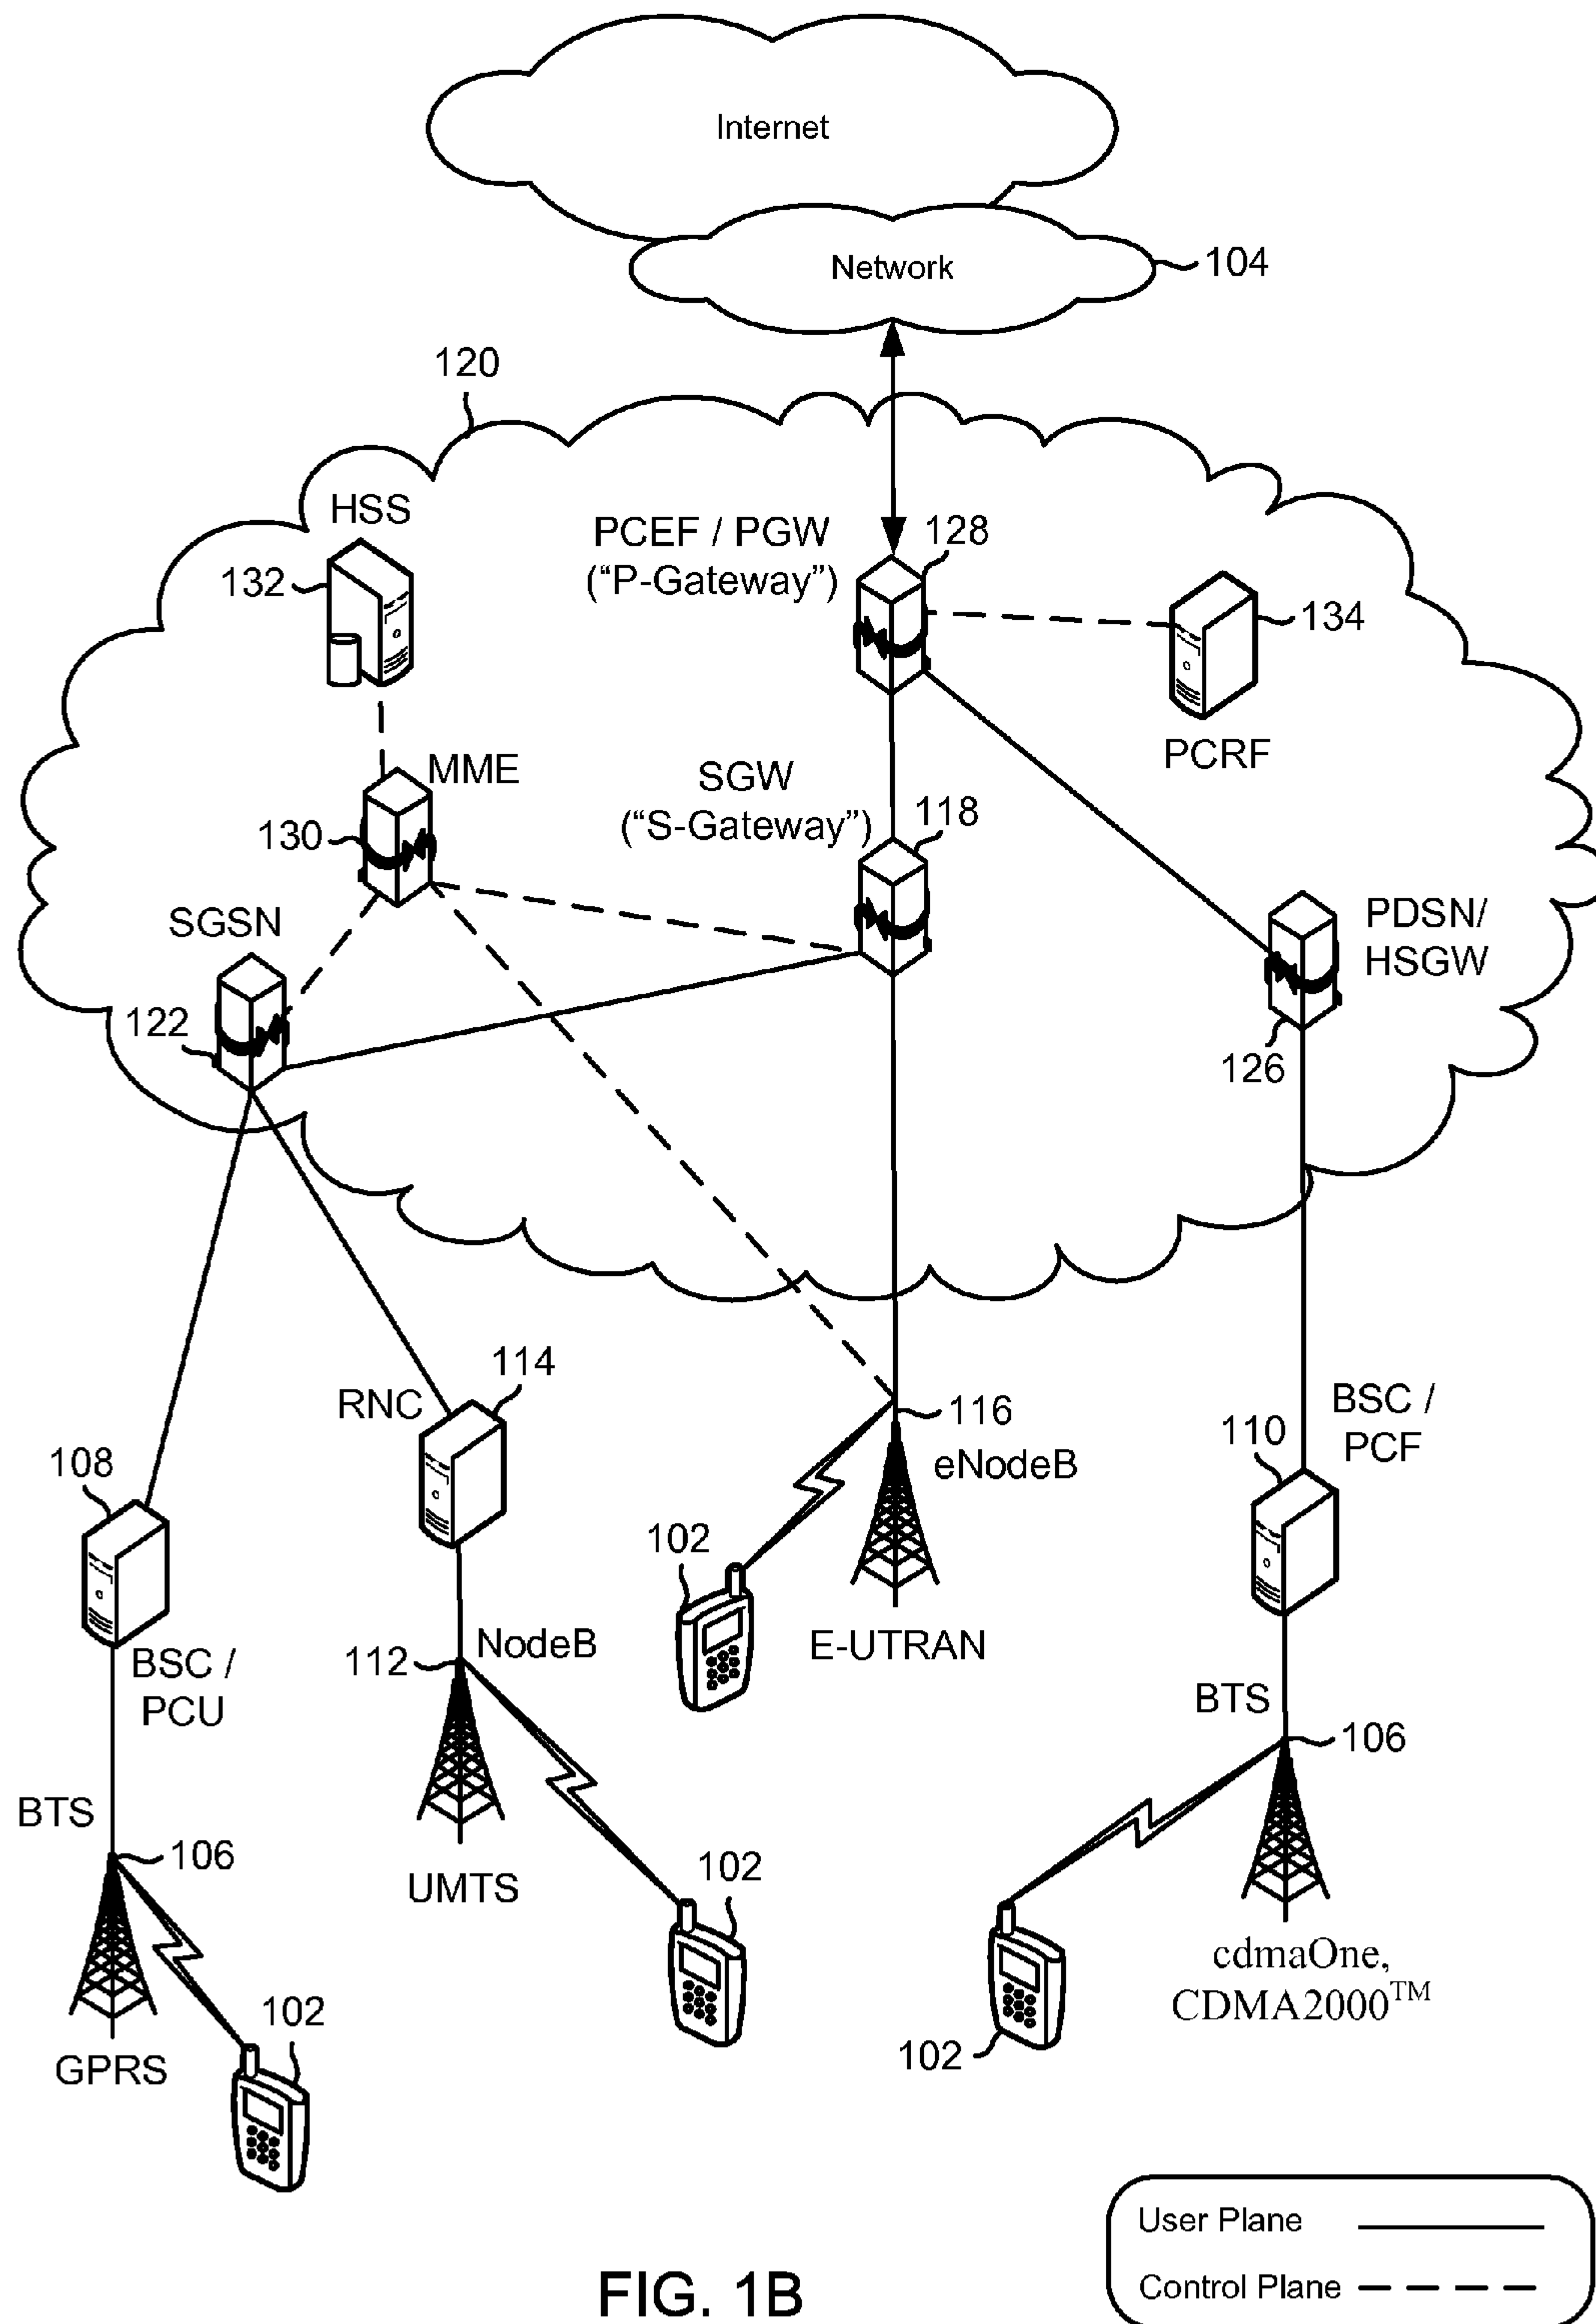 Internet
Network
104
120
HSS
132
PCEF / PGW
("P-Gateway")
128
134
PCRF
MME
130
SGW
("S-Gateway")
118
SGSN
122
PDSN/
HSGW
126
114
RNC
116
eNodeB
BSC /
PCF
110
108
102
E-UTRAN
BSC /
PCU
NodeB
112
BTS
106
BTS
106
UMTS
102
cdmaOne,
CDMA2000™
102
GPRS
102
User Plane
Control Plane
FIG. 1B